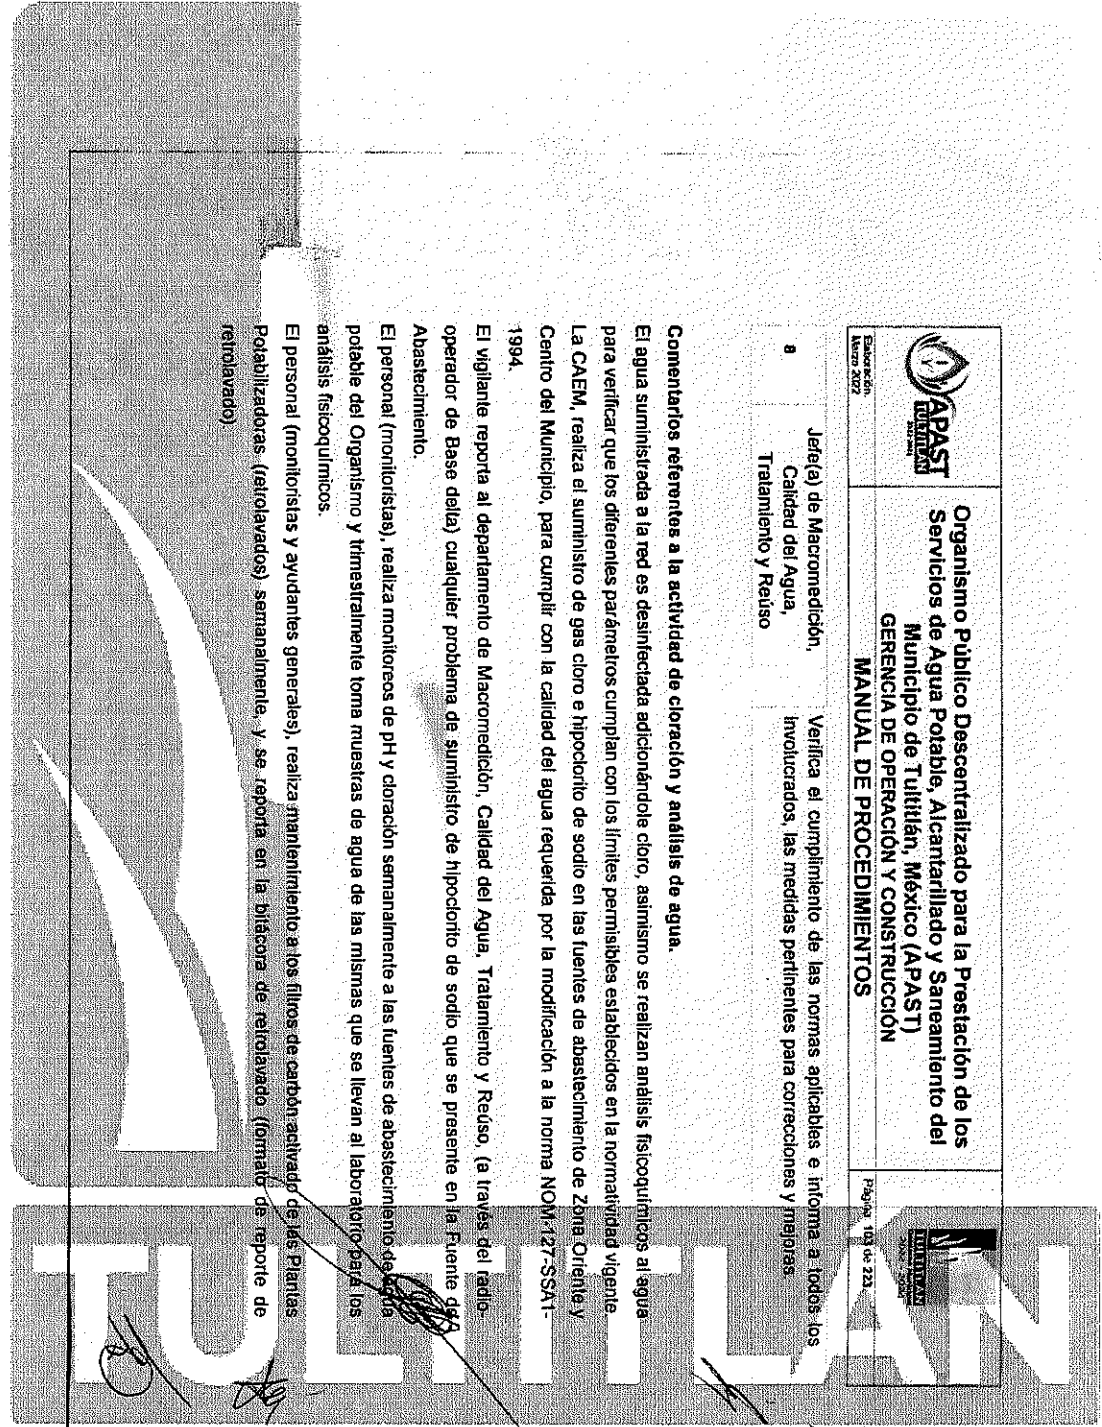 APAST
TULTITLÁN
Organismo Público Descentralizado para la Prestación de los
Servicios de Agua Potable, Alcantarillado y Saneamiento del
Municipio de Tultitlán, México (APAST)
GERENCIA DE OPERACIÓN Y CONSTRUCCIÓN
MANUAL DE PROCEDIMIENTOS
TULTITLÁN
Elaboración:
Marzo 2022
Página 103 de 223
8
Jefe(a) de Macromedición,
Calidad del Agua,
Tratamiento y Reúso
Verifica el cumplimiento de las normas aplicables e informa a todos los
involucrados, las medidas pertinentes para correcciones y mejoras.
Comentarios referentes a la actividad de cloración y análisis de agua.
El agua suministrada a la red es desinfectada adicionándole cloro, asimismo se realizan análisis fisicoquímicos al agua
para verificar que los diferentes parámetros cumplan con los límites permisibles establecidos en la normatividad vigente
La CAEM, realiza el suministro de gas cloro e hipoclorito de sodio en las fuentes de abastecimiento de Zona Oriente y
Centro del Municipio, para cumplir con la calidad del agua requerida por la modificación a la norma NOM-127-SSA1-
1994.
El vigilante reporta al departamento de Macromedición, Calidad del Agua, Tratamiento y Reúso, (a través del radio-
operador de Base delta) cualquier problema de suministro de hipoclorito de sodio que se presente en la Fuente de
Abastecimiento.
El personal (monitoristas), realiza monitoreos de pH y cloración semanalmente a las fuentes de abastecimiento de agua
potable del Organismo y trimestralmente toma muestras de agua de las mismas que se llevan al laboratorio para los
análisis fisicoquímicos.
El personal (monitoristas y ayudantes generales), realiza mantenimiento a los filtros de carbón activado de las Plantas
Potabilizadoras (retrolavados) semanalmente, y se reporta en la bitácora de retrolavado (formato de reporte de
retrolavado)
TULTITLÁN